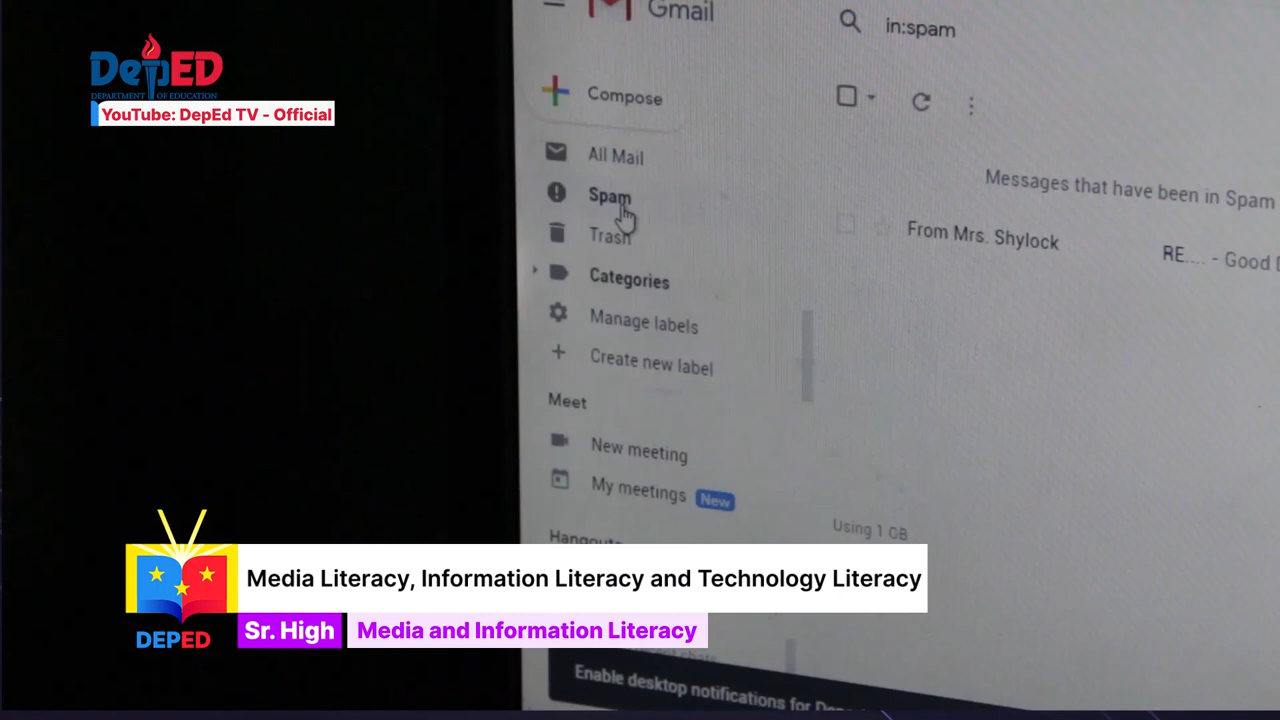 DepED
DEPARTMENT OF EDUCATION
YouTube: DepEd TV - Official
Gmail
in:spam
Compose
All Mail
Spam
Trash
Categories
Manage labels
Create new label
Meet
New meeting
My meetings New
Messages that have been in Spam
From Mrs. Shylock RE.... - Good
Using 1 GB
Hangouts
Media Literacy, Information Literacy and Technology Literacy
DEPED
Sr. High
Media and Information Literacy
Enable desktop notifications for